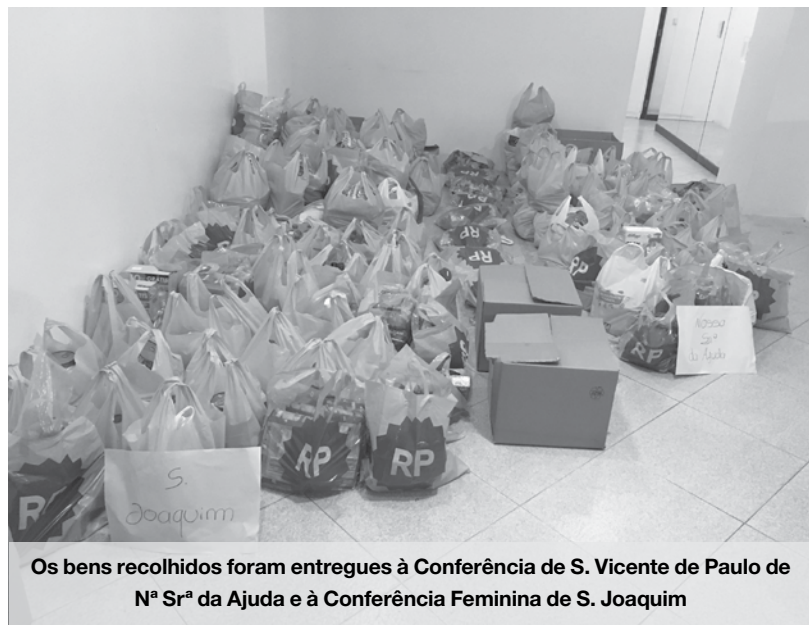 RP
RP
Nossa
Srª
da Ajuda
RP
RP
RP
RP
S.
Joaquim
Os bens recolhidos foram entregues à Conferência de S. Vicente de Paulo de
Nª Srª da Ajuda e à Conferência Feminina de S. Joaquim